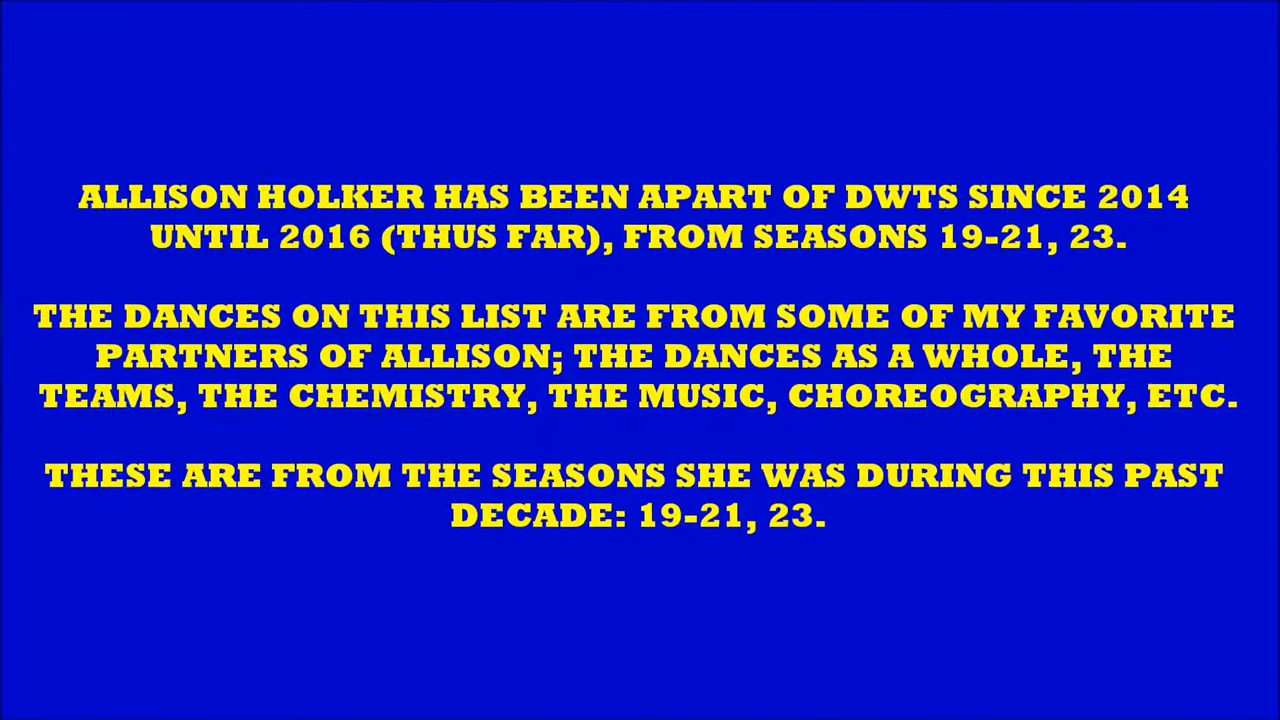 ALLISON HOLKER HAS BEEN APART OF DWTS SINCE 2014
UNTIL 2016 (THUS FAR), FROM SEASONS 19-21, 23.
THE DANCES ON THIS LIST ARE FROM SOME OF MY FAVORITE
PARTNERS OF ALLISON; THE DANCES AS A WHOLE, THE
TEAMS, THE CHEMISTRY, THE MUSIC, CHOREOGRAPHY, ETC.
THESE ARE FROM THE SEASONS SHE WAS DURING THIS PAST
DECADE: 19-21, 23.